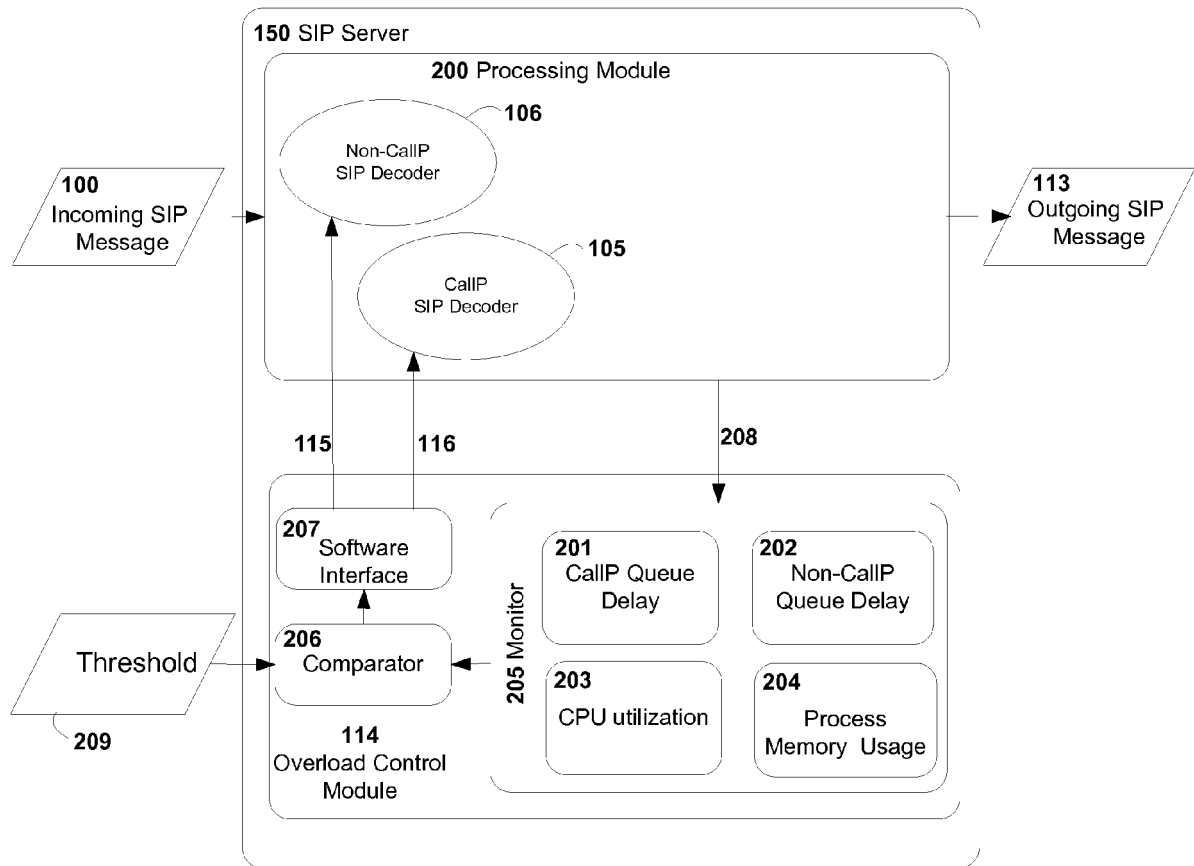 150 SIP Server
200 Processing Module
106
Non-CallP
SIP Decoder
100
Incoming SIP
Message
113
Outgoing SIP
Message
105
CallP
SIP Decoder
115
116
208
207
Software
Interface
201
CallP Queue
Delay
202
Non-CallP
Queue Delay
206
Comparator
Threshold
209
205 Monitor
203
CPU utilization
204
Process
Memory Usage
114
Overload Control
Module